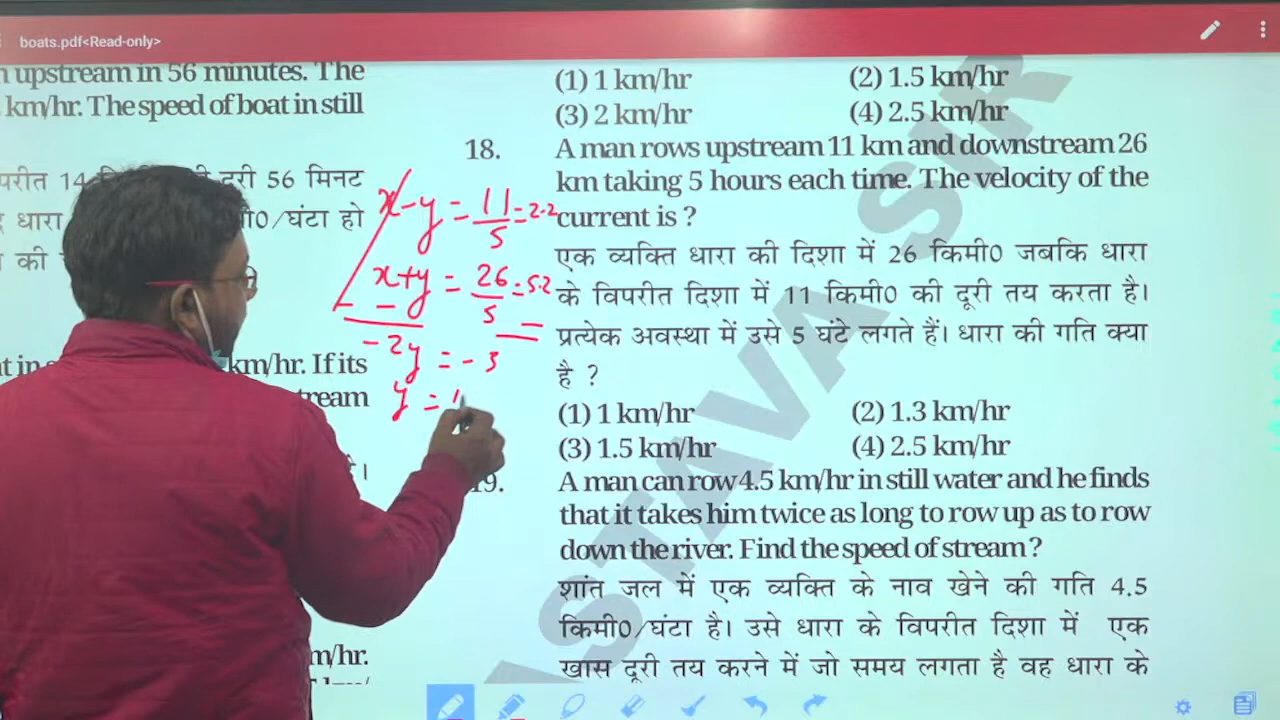 boats.pdf<Read-only>
upstream in 56 minutes. The
km/hr. The speed of boat in still
परीत 14
दूरी 56 मिनट
धारा
घंटा हो
की
km/hr. If its
tream
m/hr.
x - y = 11/5 = 2.2
x + y = 26/5 = 5.2
- - -
-2y = -3
y = 1
(1) 1 km/hr (2) 1.5 km/hr
(3) 2 km/hr (4) 2.5 km/hr
18. A man rows upstream 11 km and downstream 26
km taking 5 hours each time. The velocity of the
current is ?
एक व्यक्ति धारा की दिशा में 26 किमी0 जबकि धारा
के विपरीत दिशा में 11 किमी0 की दूरी तय करता है।
प्रत्येक अवस्था में उसे 5 घंटे लगते हैं। धारा की गति क्या
है ?
(1) 1 km/hr (2) 1.3 km/hr
(3) 1.5 km/hr (4) 2.5 km/hr
19. A man can row 4.5 km/hr in still water and he finds
that it takes him twice as long to row up as to row
down the river. Find the speed of stream ?
शांत जल में एक व्यक्ति के नाव खेने की गति 4.5
किमी0/घंटा है। उसे धारा के विपरीत दिशा में एक
खास दूरी तय करने में जो समय लगता है वह धारा के
ASTAVA SIR